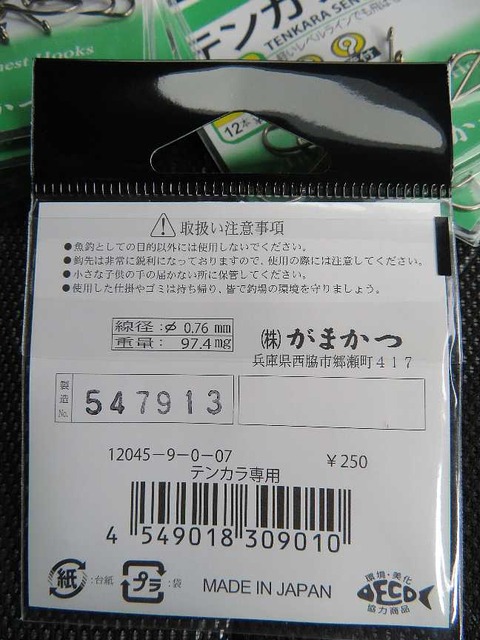 est Hooks
テンカ
TENKARA SEN
12本
⚠取扱い注意事項
●魚釣としての目的以外には使用しないでください。
●鈎先は非常に鋭利になっておりますので、使用の際には注意してください。
●小さな子供の手の届かない所に保管してください。
●使用した仕掛やゴミは持ち帰り、皆で釣場の環境を守りましょう。
線径:φ 0.76 mm
重量: 97.4mg
(株)がまかつ
兵庫県西脇市郷瀬町417
製造No. 547913
12045-9-0-07
¥250
テンカラ専用
4 549018 309010
紙:台紙
プラ:袋
MADE IN JAPAN
環境・美化
ECO
協力商品